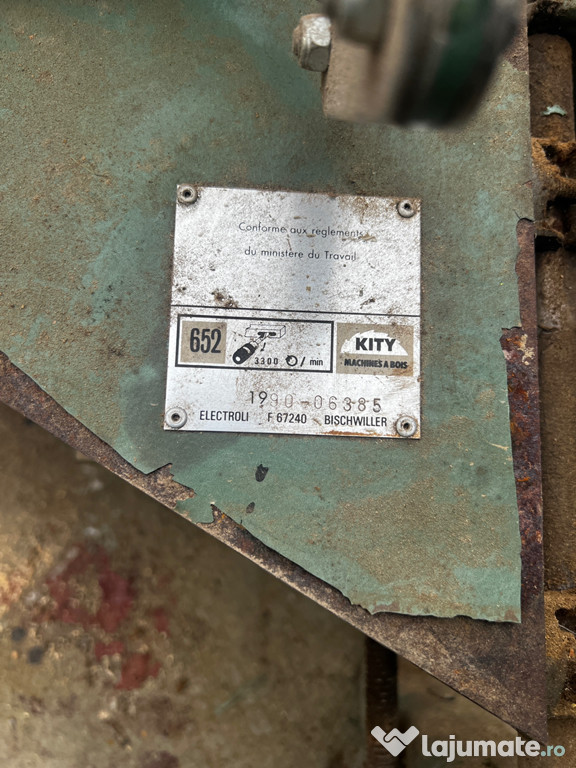 Conforme aux reglements
du ministère du Travail
652
3300 /min
KITY
MACHINES A BOIS
1990-06385
ELECTROLI F 67240 BISCHWILLER
lajumate.ro